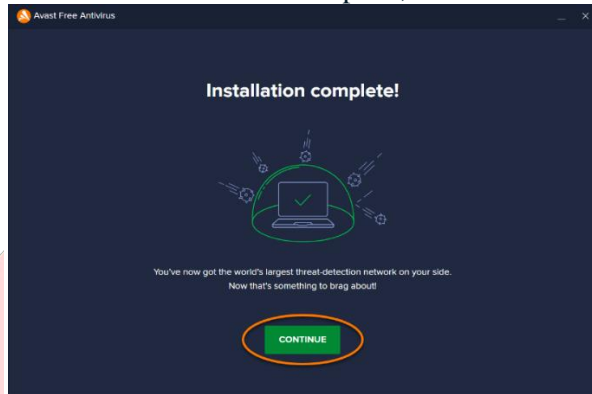 Avast Free Antivirus
Installation complete!
You've now got the world's largest threat-detection network on your side.
Now that's something to brag about!
CONTINUE